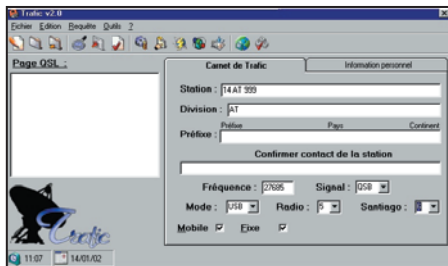 Trafic v2.0
Fichier Edition Requête Outils ?
Page QSL :
Carnet de Trafic Information personnel
Station : 14 AT 999
Division : AT
Préfixe Pays Continent
Préfixe :
Confirmer contact de la station
Fréquence : 27685 Signal : QSB
Mode : USB Radio : 5 Santiago :
Mobile Fixe
Trafic
11:07 14/01/02